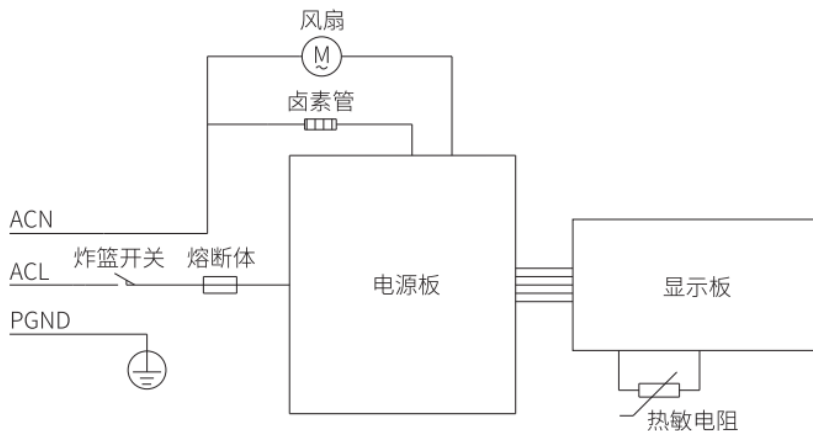 风扇
M
~
卤素管
ACN
炸篮开关
熔断体
ACL
电源板
显示板
PGND
热敏电阻